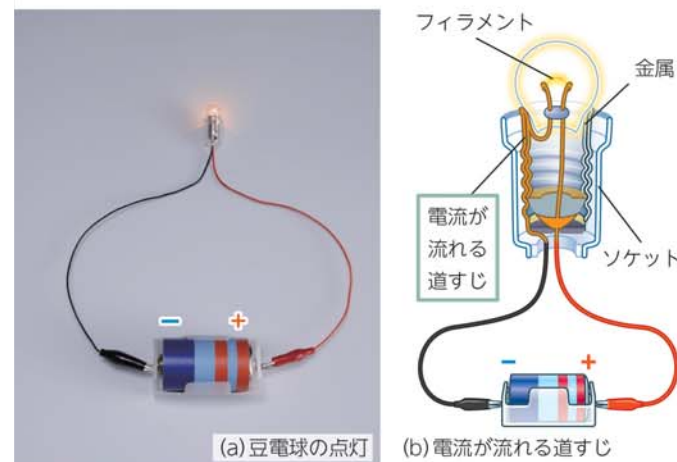 − +
(a)豆電球の点灯
フィラメント
金属
電流が
流れる
道すじ
ソケット
− +
(b)電流が流れる道すじ